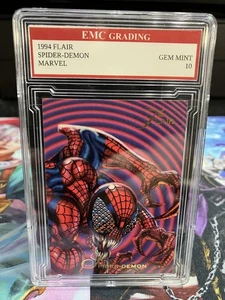 EMC GRADING
1994 FLAIR
SPIDER-DEMON
MARVEL
GEM MINT
10
SPIDER-DEMON